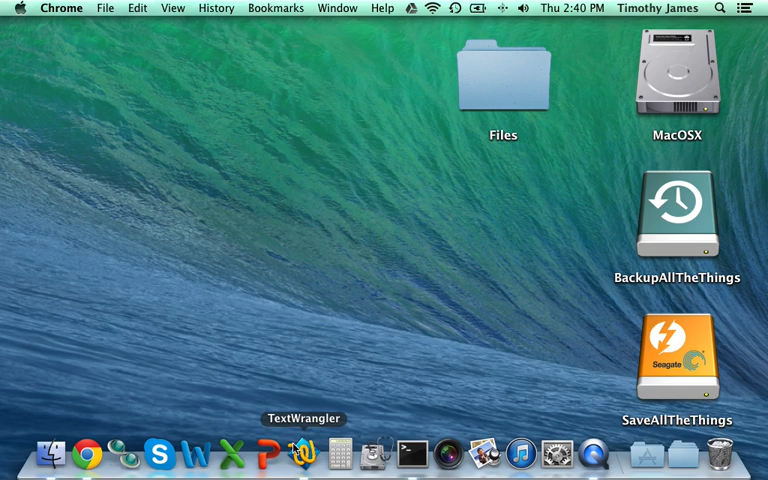 Chrome File Edit View History Bookmarks Window Help Thu 2:40 PM Timothy James
Files
MacOSX
BackupAllTheThings
Seagate
SaveAllTheThings
TextWrangler